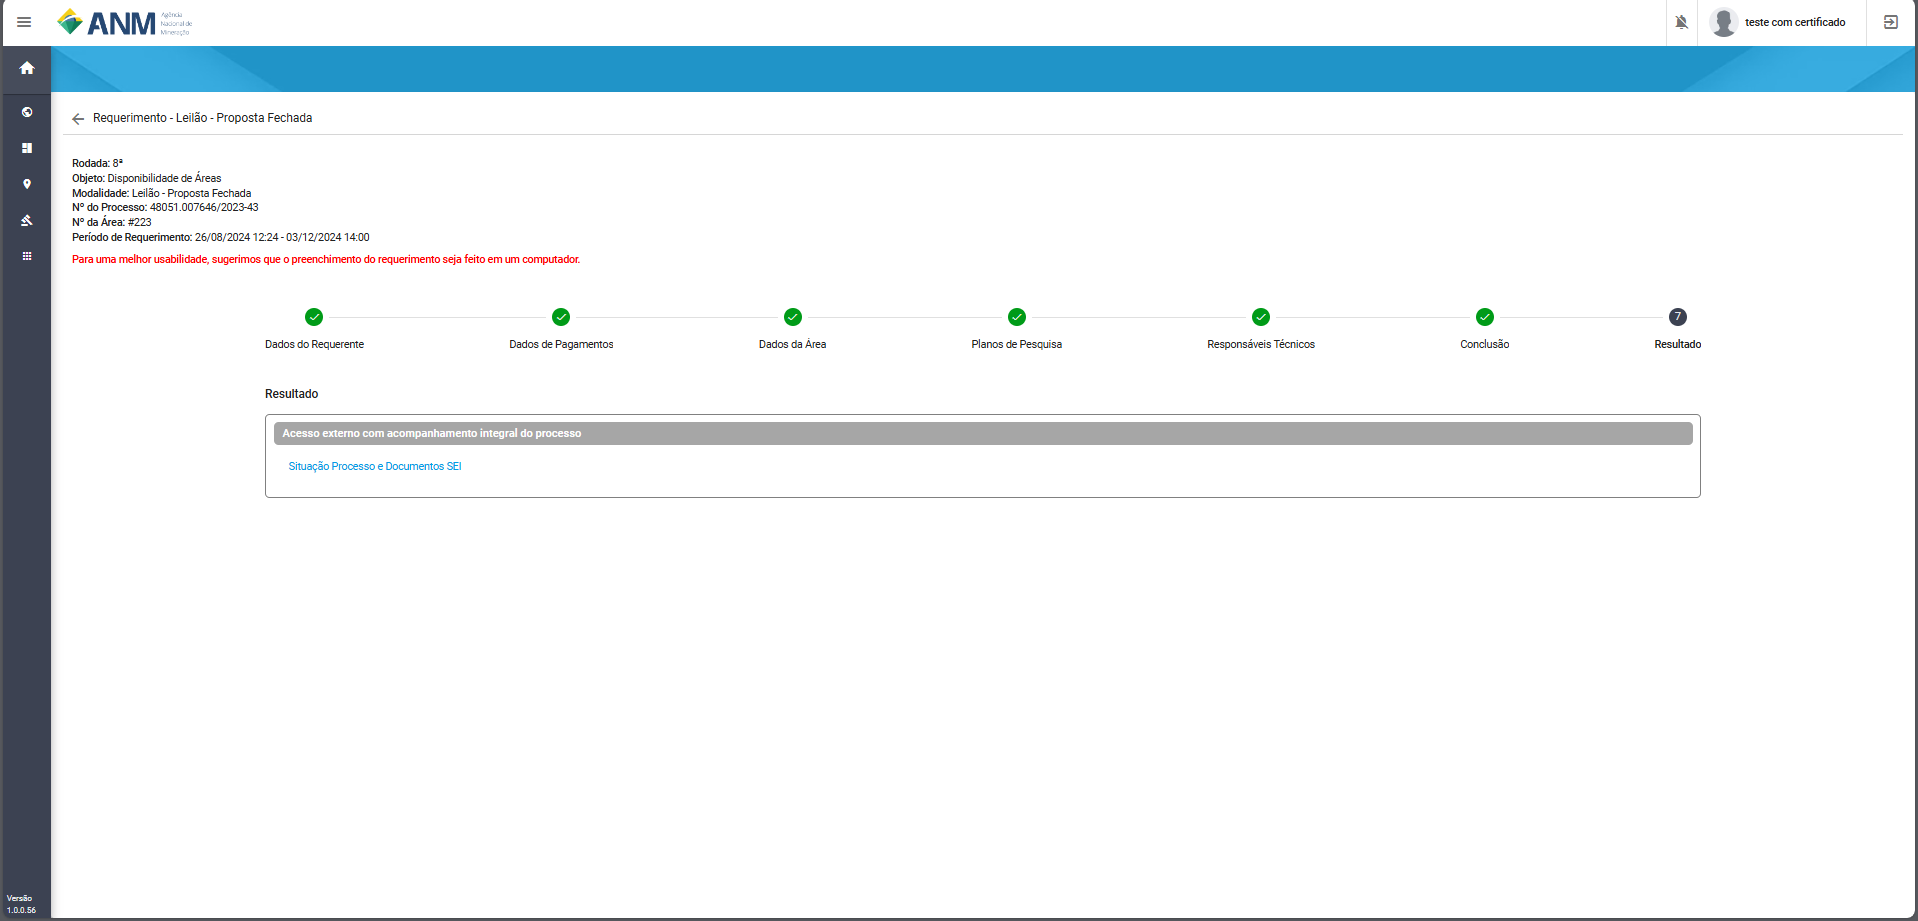 ANM
Agência
Nacional de
Mineração
teste com certificado
Requerimento - Leilão - Proposta Fechada
Rodada: 8ª
Objeto: Disponibilidade de Áreas
Modalidade: Leilão - Proposta Fechada
Nº do Processo: 48051.007646/2023-43
Nº da Área: #223
Período de Requerimento: 26/08/2024 12:24 - 03/12/2024 14:00
Para uma melhor usabilidade, sugerimos que o preenchimento do requerimento seja feito em um computador.
7
Dados do Requerente Dados de Pagamentos Dados da Área Planos de Pesquisa Responsáveis Técnicos Conclusão Resultado
Resultado
Acesso externo com acompanhamento integral do processo
Situação Processo e Documentos SEI
Versão
1.0.0.56